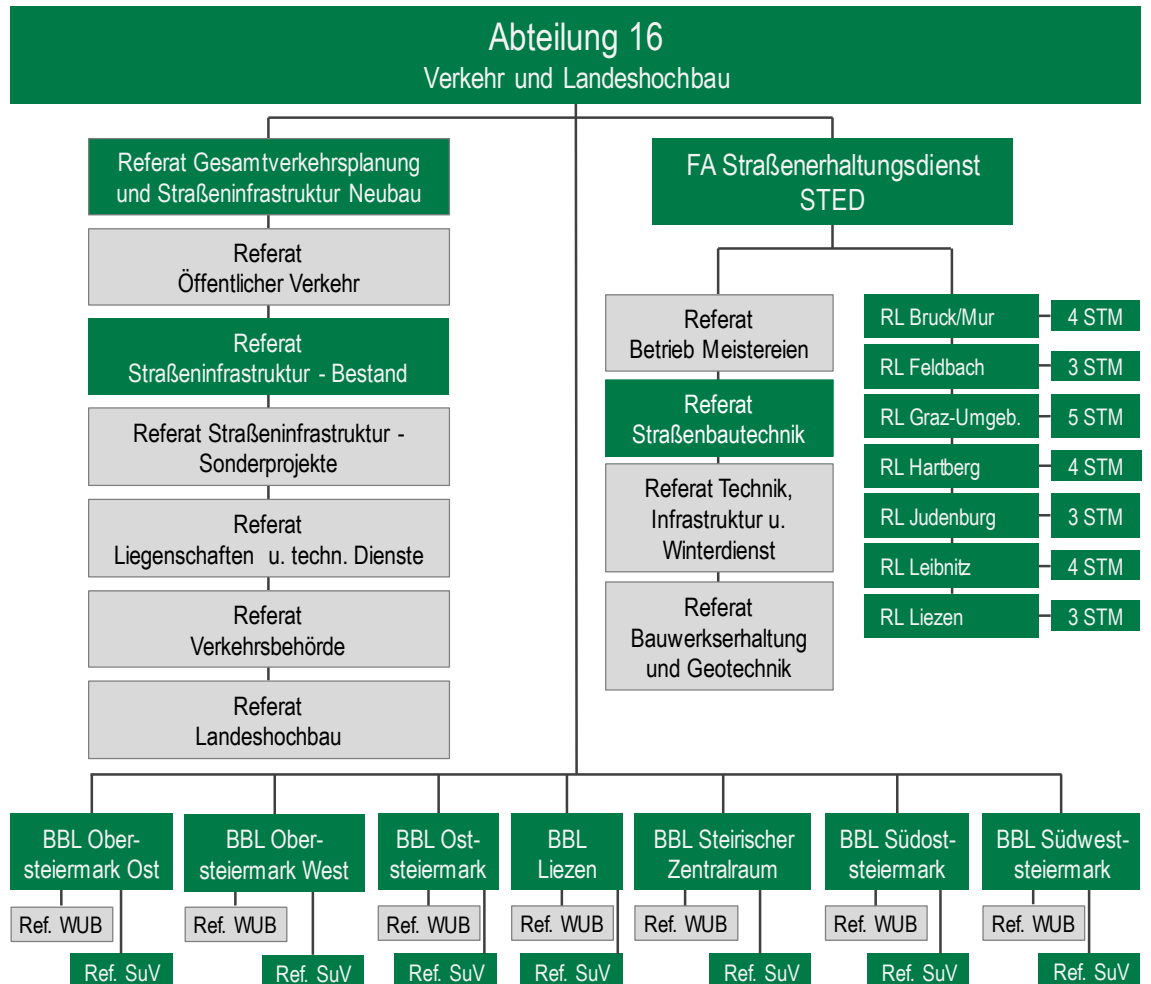 Abteilung 16
Verkehr und Landeshochbau
Referat Gesamtverkehrsplanung
und Straßeninfrastruktur Neubau
Referat
Öffentlicher Verkehr
Referat
Straßeninfrastruktur - Bestand
Referat Straßeninfrastruktur -
Sonderprojekte
Referat
Liegenschaften u. techn. Dienste
Referat
Verkehrsbehörde
Referat
Landeshochbau
FA Straßenerhaltungsdienst
STED
Referat
Betrieb Meistereien
Referat
Straßenbautechnik
Referat Technik,
Infrastruktur u.
Winterdienst
Referat
Bauwerkserhaltung
und Geotechnik
RL Bruck/Mur 4 STM
RL Feldbach 3 STM
RL Graz-Umgeb. 5 STM
RL Hartberg 4 STM
RL Judenburg 3 STM
RL Leibnitz 4 STM
RL Liezen 3 STM
BBL Ober-
steiermark Ost
Ref. WUB
Ref. SuV
BBL Ober-
steiermark West
Ref. WUB
Ref. SuV
BBL Ost-
steiermark
Ref. WUB
Ref. SuV
BBL
Liezen
Ref. WUB
Ref. SuV
BBL Steirischer
Zentralraum
Ref. WUB
Ref. SuV
BBL Südost-
steiermark
Ref. WUB
Ref. SuV
BBL Südwest-
steiermark
Ref. WUB
Ref. SuV